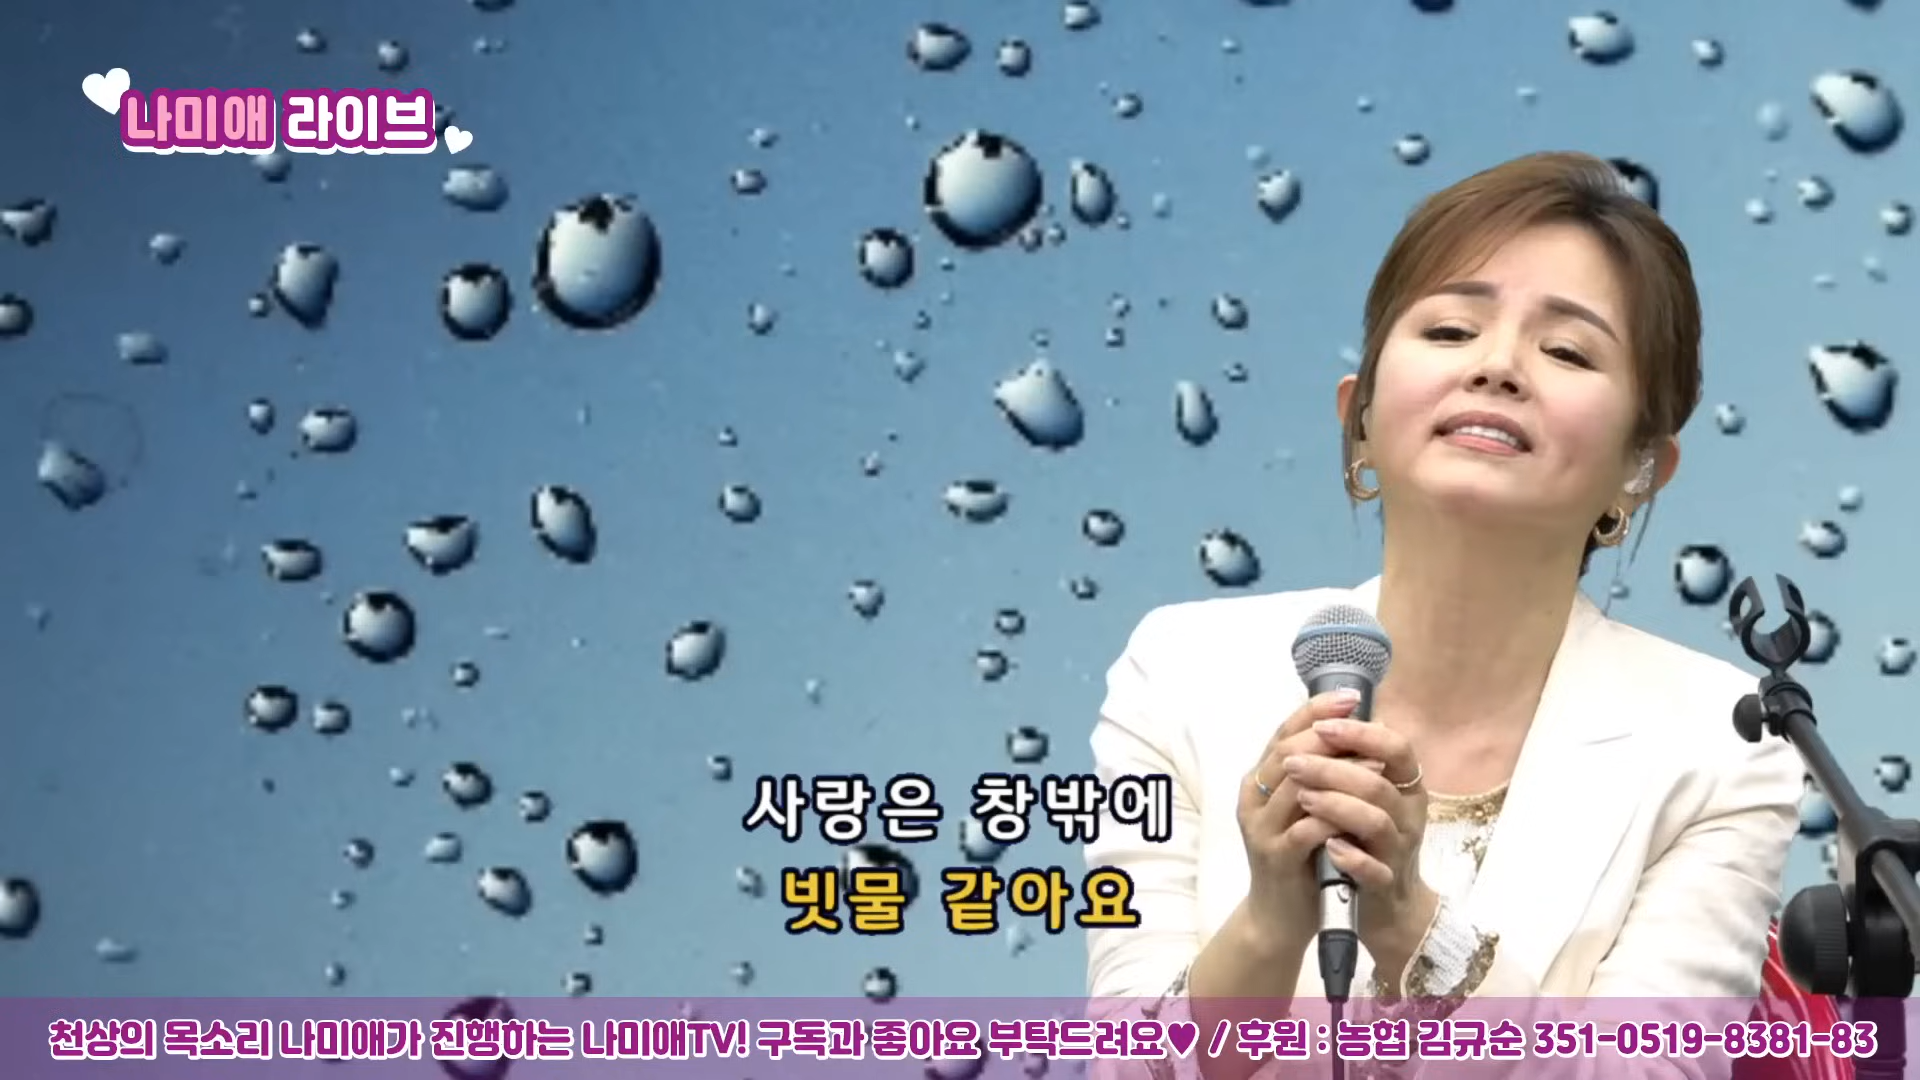 나미애 라이브
사랑은 창밖에
빗물 같아요
천상의 목소리 나미애가 진행하는 나미애TV! 구독과 좋아요 부탁드려요♥ / 후원 : 농협 김규순 351-0519-8381-83